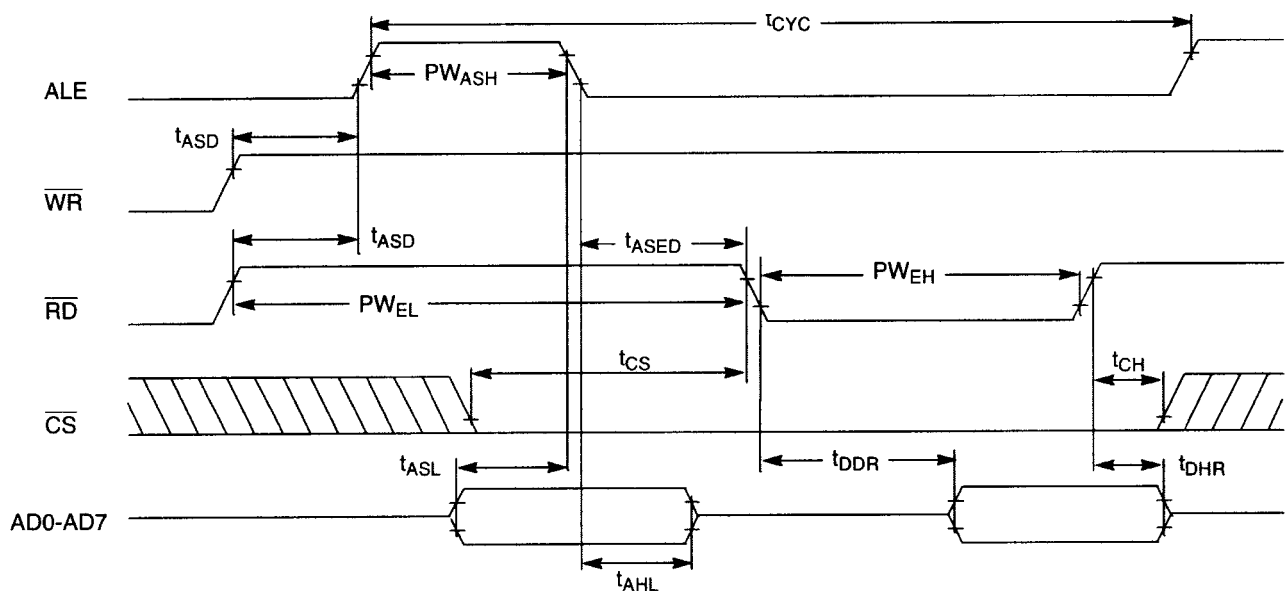 tCYC
ALE
PWASH
tASD
WR
tASD
tASED
RD
PWEL
PWEH
tCS
tCH
CS
tASL
tDDR
tDHR
AD0-AD7
tAHL